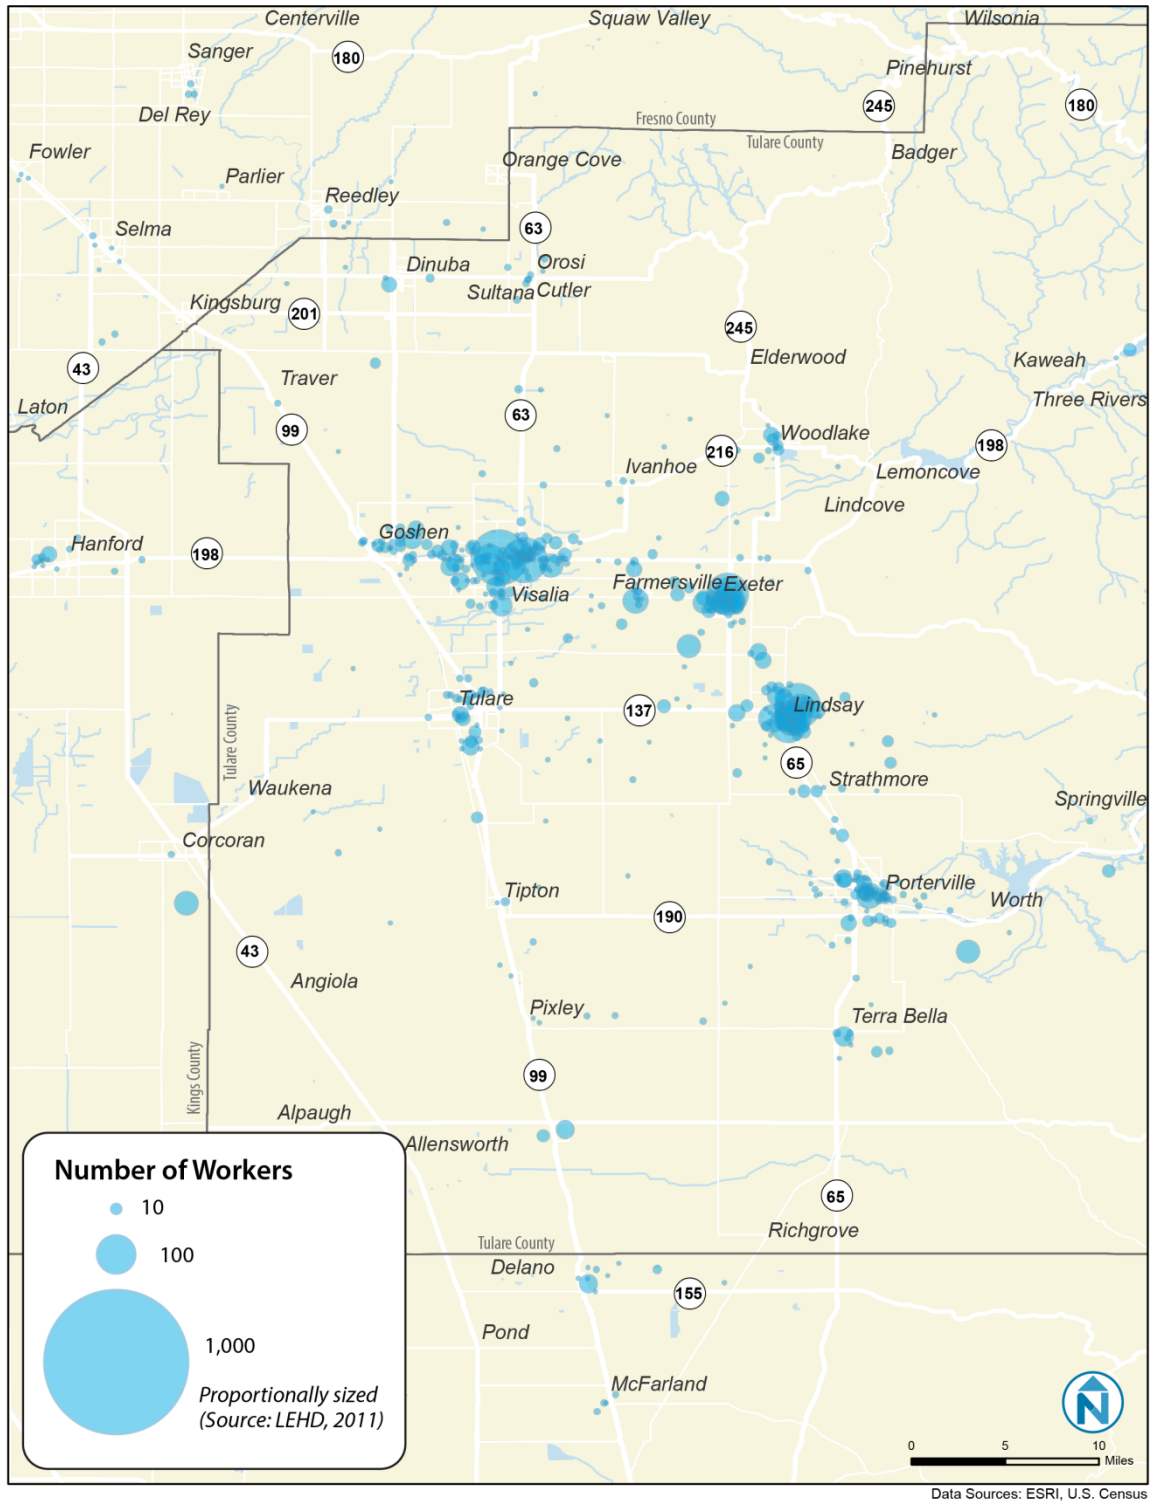 Centerville
Squaw Valley
Wilsonia
Sanger
180
Pinehurst
Del Rey
245
180
Fresno County
Tulare County
Fowler
Orange Cove
Badger
Parlier
Reedley
Selma
63
Dinuba
Orosi
Sultana
Cutler
Kingsburg
201
245
Elderwood
Kaweah
43
Traver
Three Rivers
Laton
63
99
Woodlake
216
198
Ivanhoe
Lemoncove
Lindcove
Goshen
Hanford
198
Farmersville
Exeter
Visalia
Tulare
137
Lindsay
Tulare County
65
Strathmore
Waukena
Springville
Corcoran
Tipton
Porterville
Worth
190
43
Angiola
Pixley
Terra Bella
Kings County
99
Alpaugh
Allensworth
65
Richgrove
Tulare County
Delano
155
Pond
McFarland
Number of Workers
10
100
1,000
Proportionally sized
(Source: LEHD, 2011)
N
0 5 10
Miles
Data Sources: ESRI, U.S. Census